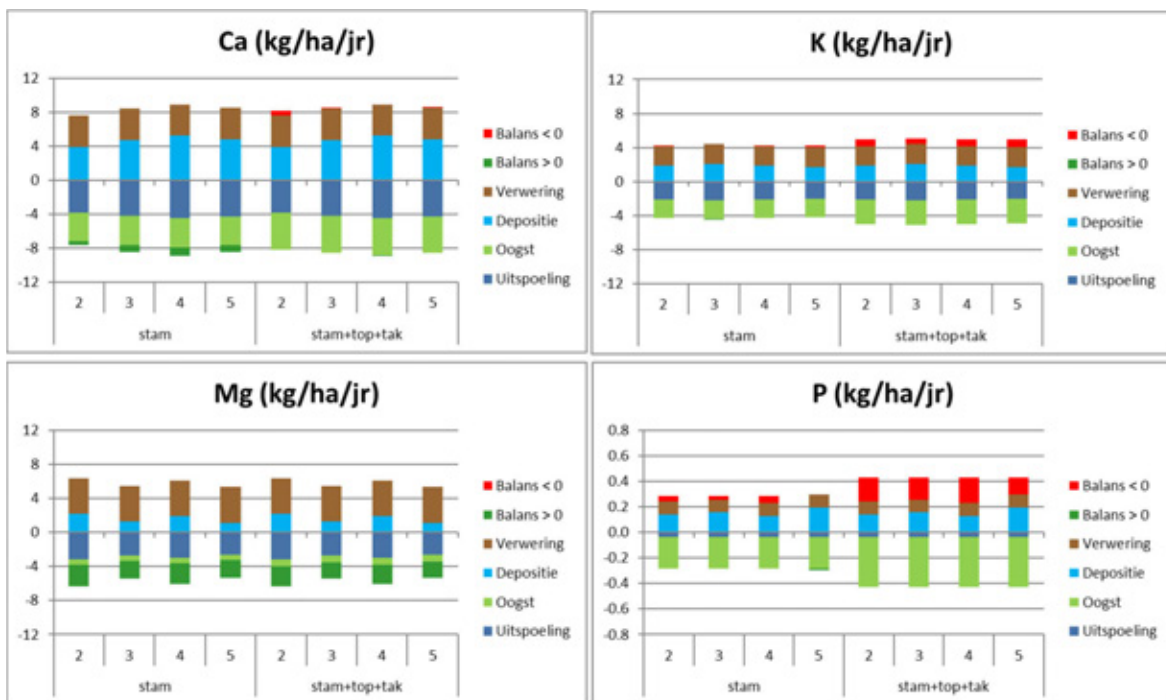 Ca (kg/ha/jr)
12
8
4
0
-4
-8
-12
2 3 4 5 2 3 4 5
stam stam+top+tak
Balans < 0
Balans > 0
Verwering
Depositie
Oogst
Uitspoeling
K (kg/ha/jr)
12
8
4
0
-4
-8
-12
2 3 4 5 2 3 4 5
stam stam+top+tak
Balans < 0
Balans > 0
Verwering
Depositie
Oogst
Uitspoeling
Mg (kg/ha/jr)
12
8
4
0
-4
-8
-12
2 3 4 5 2 3 4 5
stam stam+top+tak
Balans < 0
Balans > 0
Verwering
Depositie
Oogst
Uitspoeling
P (kg/ha/jr)
0.8
0.6
0.4
0.2
0.0
-0.2
-0.4
-0.6
-0.8
2 3 4 5 2 3 4 5
stam stam+top+tak
Balans < 0
Balans > 0
Verwering
Depositie
Oogst
Uitspoeling